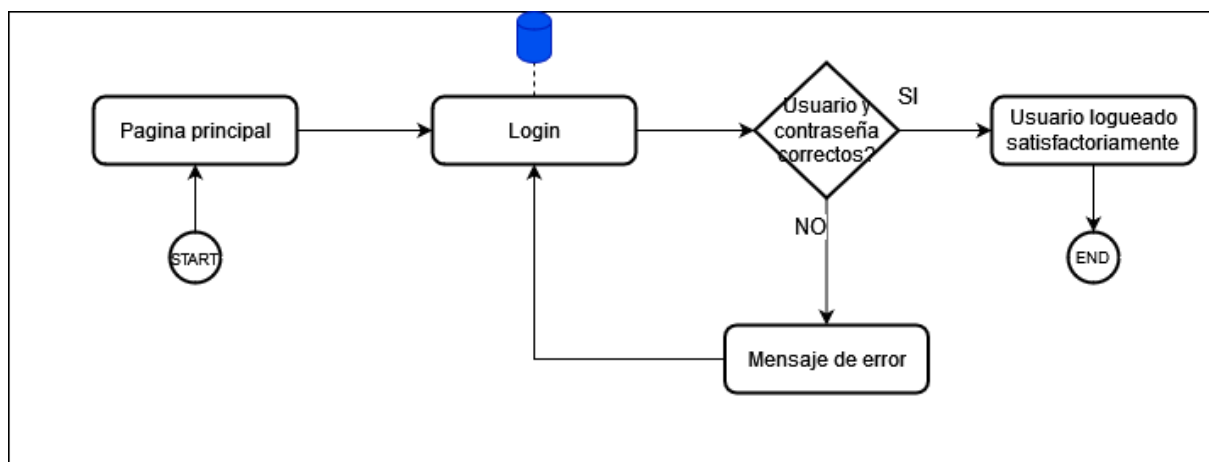 Pagina principal
Login
Usuario y
contraseña
correctos?
SI
Usuario logueado
satisfactoriamente
NO
START
END
Mensaje de error